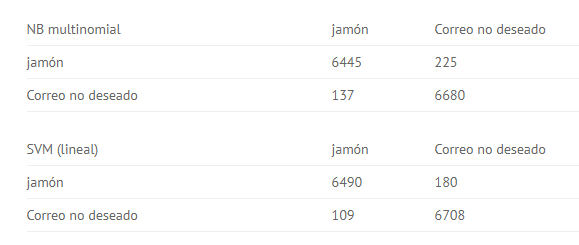 NB multinomial jamón Correo no deseado
jamón 6445 225
Correo no deseado 137 6680
SVM (lineal) jamón Correo no deseado
jamón 6490 180
Correo no deseado 109 6708